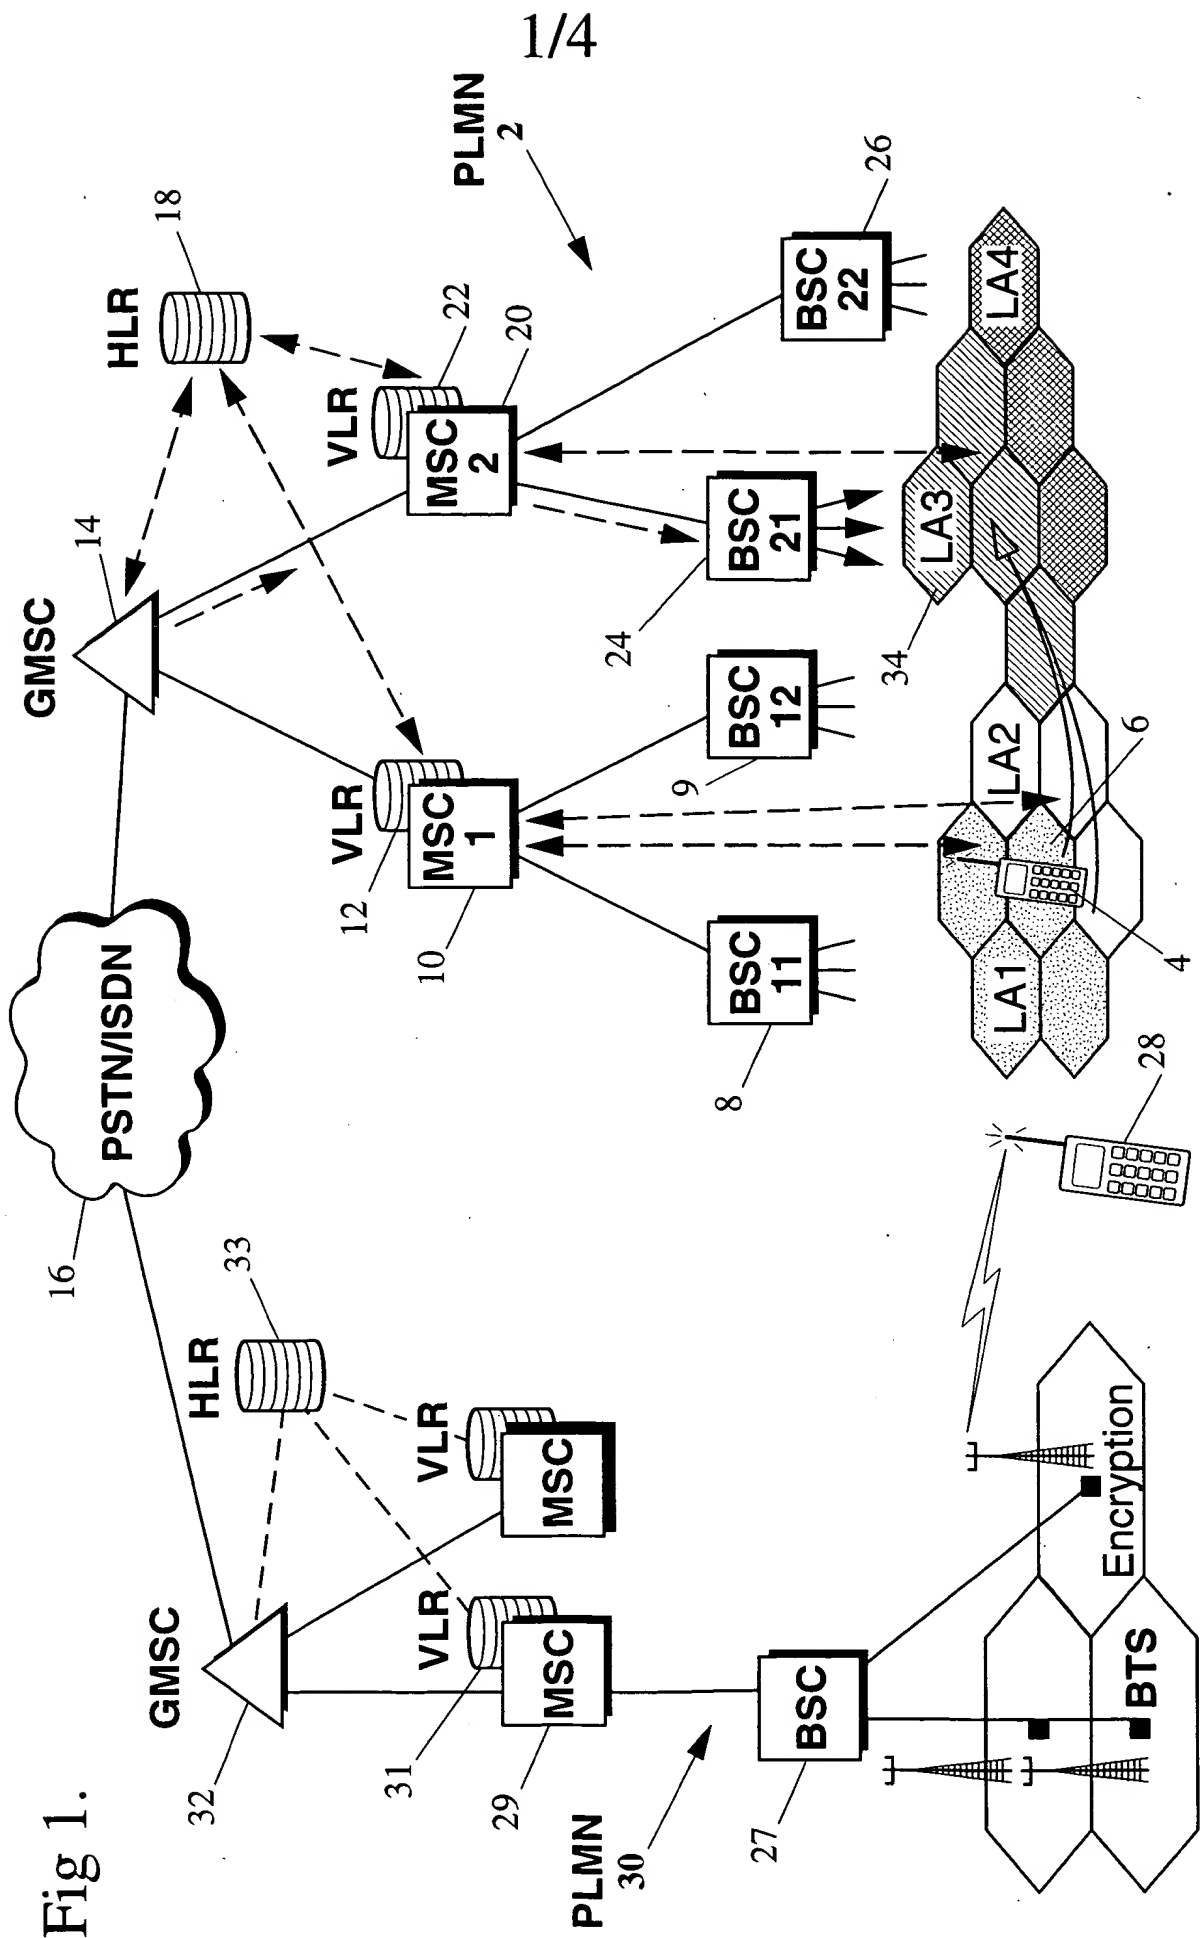 1/4
Fig 1.
PSTN/ISDN
16
GMSC
14
HLR
18
PLMN
2
VLR
12
MSC
1
10
VLR
22
MSC
2
20
BSC
11
8
BSC
12
9
BSC
21
24
BSC
22
26
LA1
LA2
LA3
LA4
34
6
4
28
GMSC
32
HLR
33
VLR
31
MSC
29
VLR
MSC
PLMN
30
BSC
27
BTS
Encryption